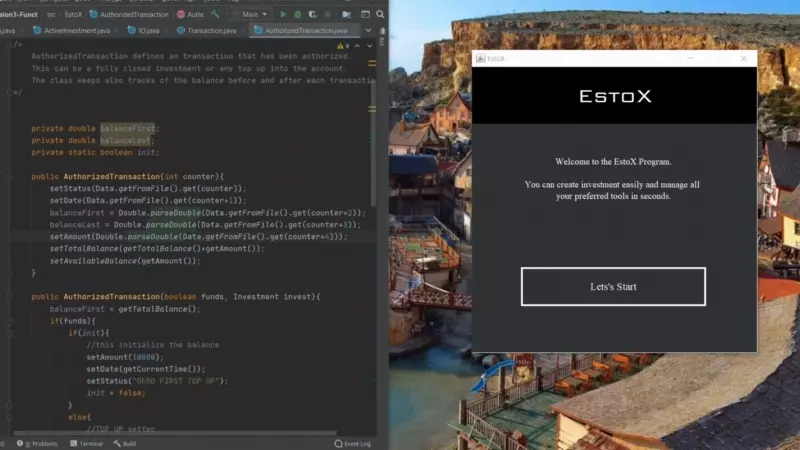 sion3-Funct
src
EstoX
AuthorizedTransaction
Main
.java
ActiveInvestment.java
IO.java
Transaction.java
AuthorizedTransaction.java
/*
4
AuthorizedTransaction defines an transaction that has been authorized.
This can be a fully closed investment or any top up into the account.
The class keeps also tracks of the balance before and after each transactio
*/
private double balanceFirst;
private double balanceLast;
private static boolean init;
public AuthorizedTransaction(int counter){
setStatus(Data.getFromFile().get(counter));
setDate(Data.getFromFile().get(counter+1));
balanceFirst = Double.parseDouble(Data.getFromFile().get(counter+2));
balanceLast = Double.parseDouble(Data.getFromFile().get(counter+3));
setAmount(Double.parseDouble(Data.getFromFile().get(counter+4)));
setTotalBalance(getTotalBalance()+getAmount());
setAvailableBalance(getAmount());
}
public AuthorizedTransaction(boolean funds, Investment invest){
balanceFirst = getTotalBalance();
if(funds){
if(init){
//this initialize the balance
setAmount(10000);
setDate(getCurrentTime());
setStatus("DEMO FIRST TOP UP");
init = false;
}
else{
//TOP UP setter
Problems
Terminal
Build
Event Log
EstoX
ESTOX
Welcome to the EstoX Program.
You can create investment easily and manage all
your preferred tools in seconds.
Lets's Start